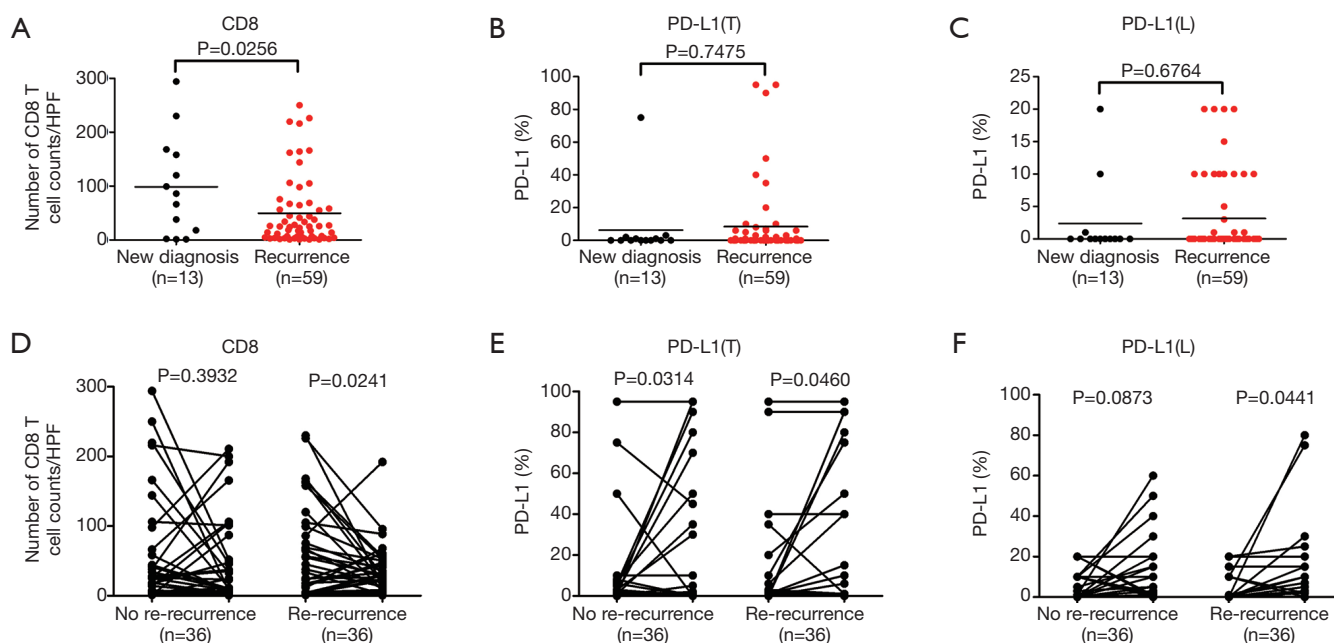 A
CD8
P=0.0256
Number of CD8 T
cell counts/HPF
300
200
100
0
New diagnosis
(n=13)
Recurrence
(n=59)
B
PD-L1(T)
P=0.7475
PD-L1 (%)
100
80
60
40
20
0
New diagnosis
(n=13)
Recurrence
(n=59)
C
PD-L1(L)
P=0.6764
PD-L1 (%)
25
20
15
10
5
0
New diagnosis
(n=13)
Recurrence
(n=59)
D
CD8
P=0.3932
P=0.0241
Number of CD8 T
cell counts/HPF
300
200
100
0
No re-recurrence
(n=36)
Re-recurrence
(n=36)
E
PD-L1(T)
P=0.0314
P=0.0460
PD-L1 (%)
100
80
60
40
20
0
No re-recurrence
(n=36)
Re-recurrence
(n=36)
F
PD-L1(L)
P=0.0873
P=0.0441
PD-L1 (%)
100
80
60
40
20
0
No re-recurrence
(n=36)
Re-recurrence
(n=36)